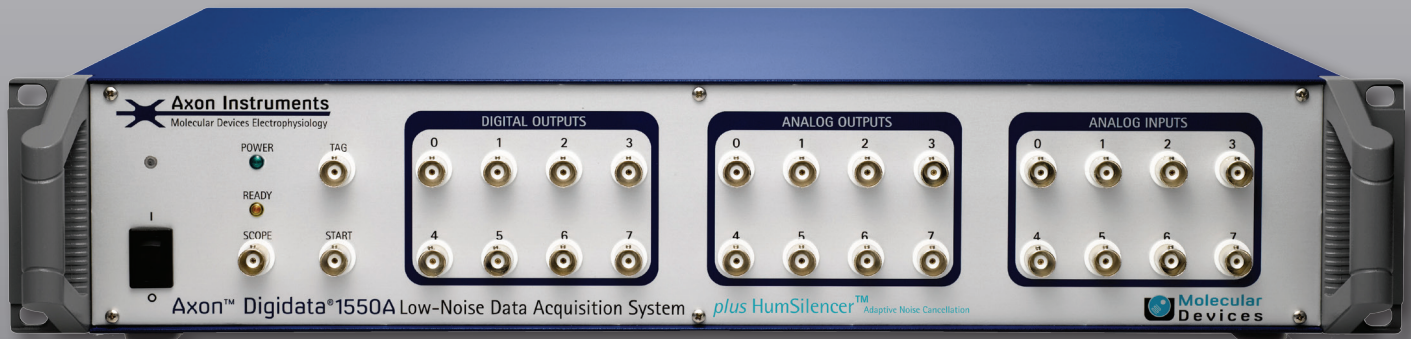 Axon Instruments
Molecular Devices Electrophysiology
POWER
TAG
READY
SCOPE
START
I
O
DIGITAL OUTPUTS
0 1 2 3
4 5 6 7
ANALOG OUTPUTS
0 1 2 3
4 5 6 7
ANALOG INPUTS
0 1 2 3
4 5 6 7
Axon™ Digidata®1550A Low-Noise Data Acquisition System plus HumSilencer™ Adaptive Noise Cancellation
Molecular
Devices